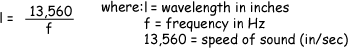 l = 13,560 / f
where: l = wavelength in inches
f = frequency in Hz
13,560 = speed of sound (in/sec)